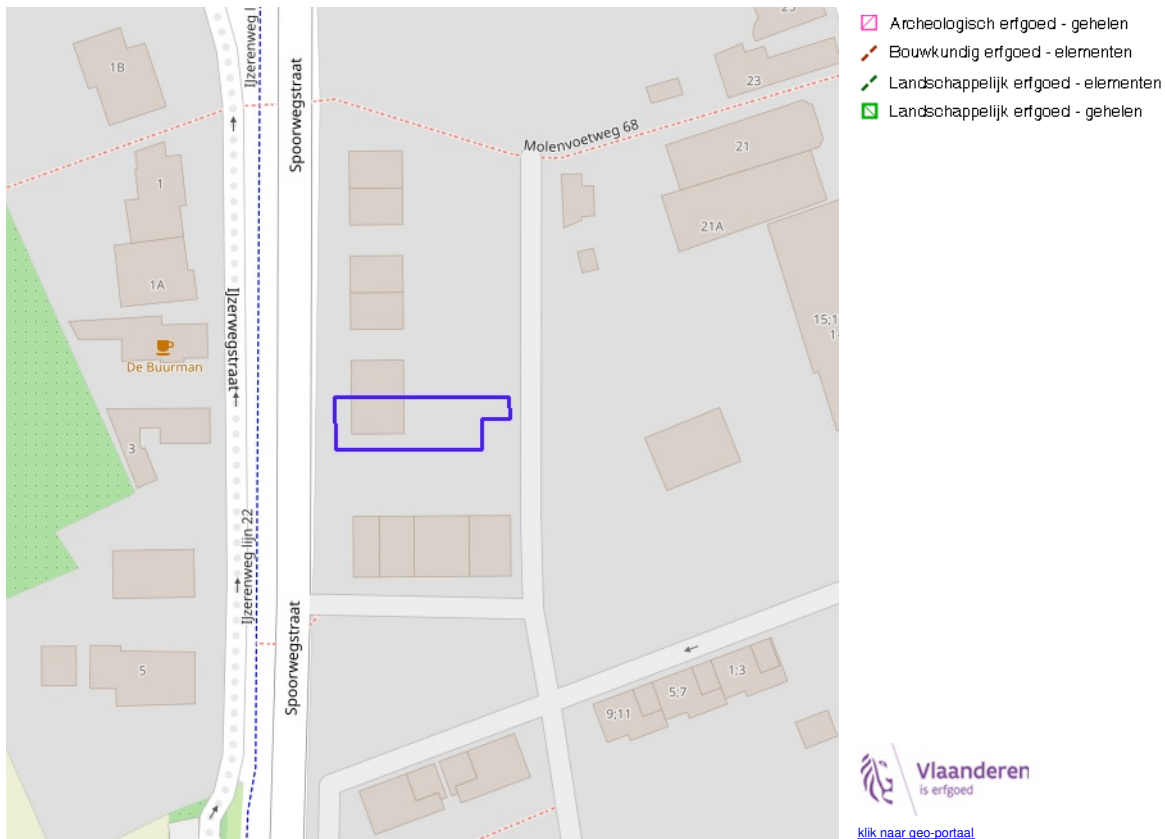 Archeologisch erfgoed - gehelen
Bouwkundig erfgoed - elementen
Landschappelijk erfgoed - elementen
Landschappelijk erfgoed - gehelen
1B
IJzerenweg l
Spoorwegstraat
23
Molenvoetweg 68
21
1
21A
1A
IJzerwegstraat
De Buurman
3
IJzerenweg lijn 22
Spoorwegstraat
5
1;3
5;7
9;11
Vlaanderen
is erfgoed
klik naar geo-portaal